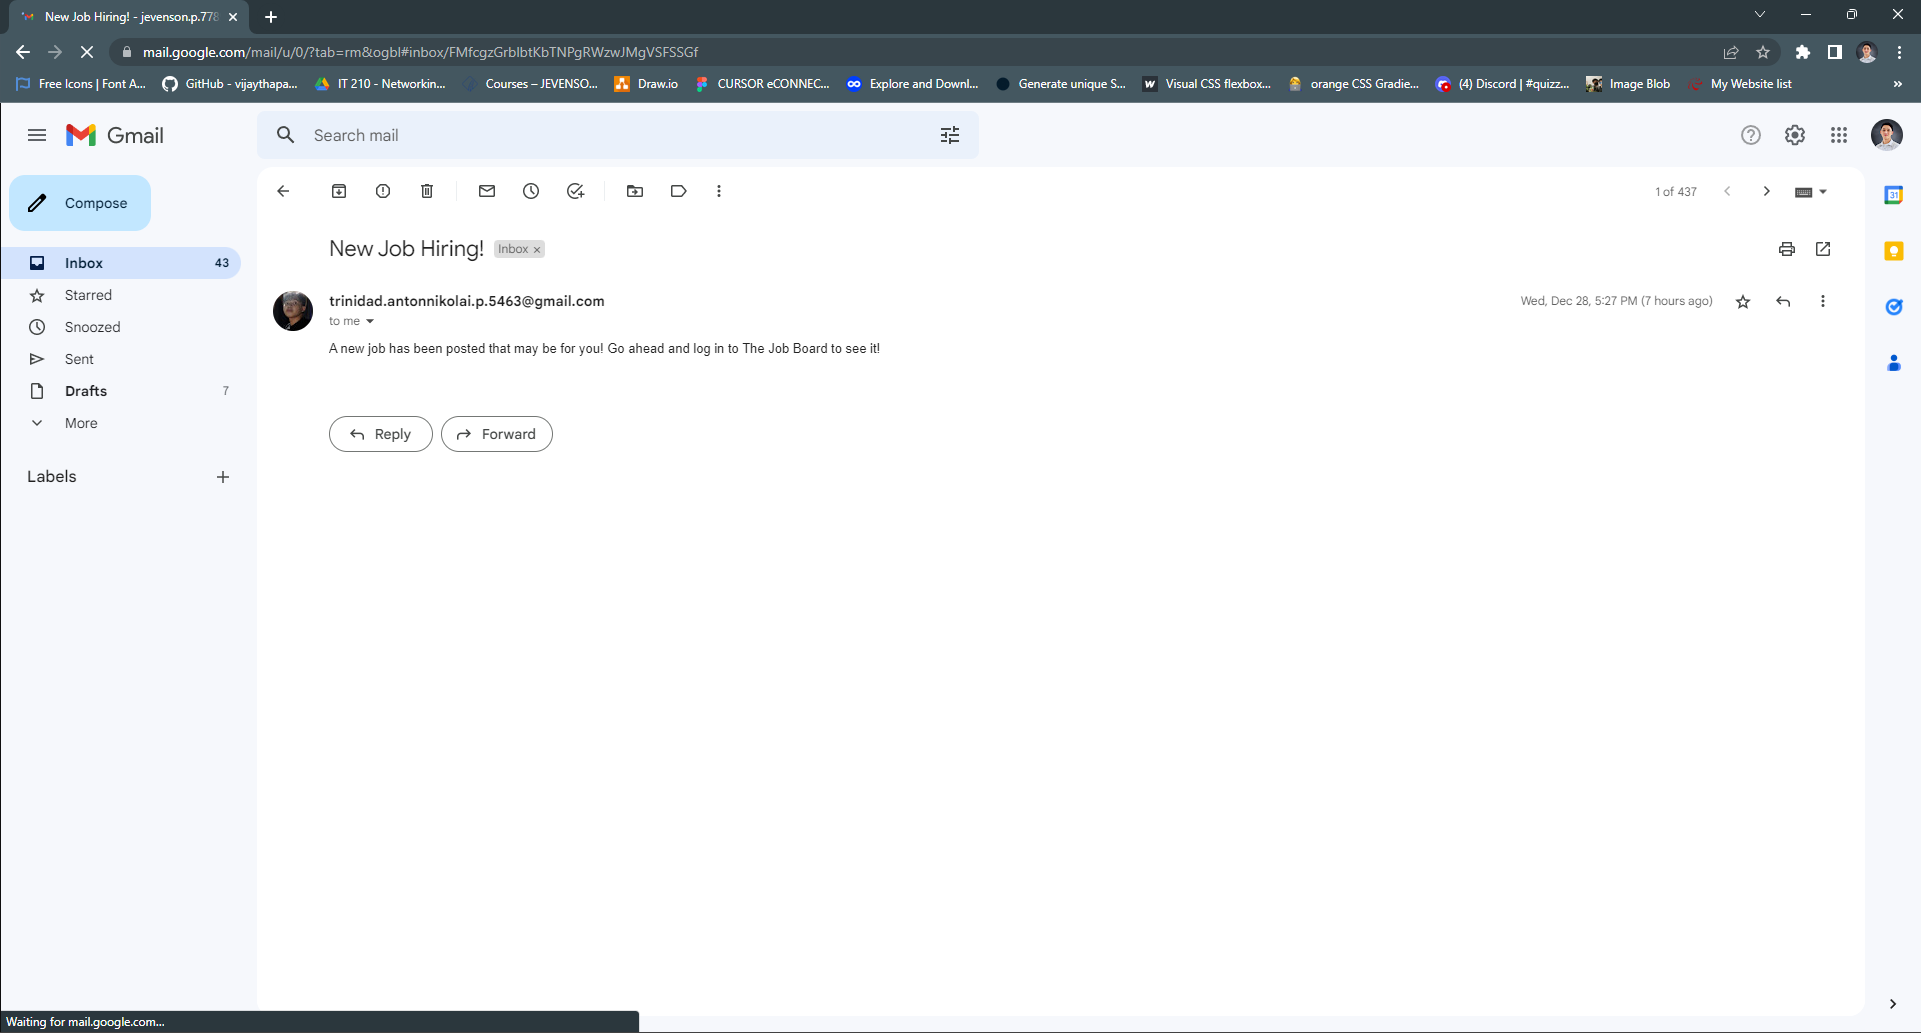 New Job Hiring! - jevenson.p.778
mail.google.com/mail/u/0/?tab=rm&ogbl#inbox/FMfcgzGrblbtKbTNPgRWzwJMgVSFSSGf
Free Icons | Font A... GitHub - vijaythapa... IT 210 - Networkin... Courses – JEVENSO... Draw.io CURSOR eCONNEC... Explore and Downl... Generate unique S... Visual CSS flexbox... orange CSS Gradie... (4) Discord | #quizz... Image Blob My Website list »
Gmail Search mail
Compose
1 of 437
31
New Job Hiring! Inbox ×
Inbox 43
Starred
trinidad.antonnikolai.p.5463@gmail.com Wed, Dec 28, 5:27 PM (7 hours ago)
to me
Snoozed
A new job has been posted that may be for you! Go ahead and log in to The Job Board to see it!
Sent
Drafts 7
More
Reply Forward
Labels
Waiting for mail.google.com...